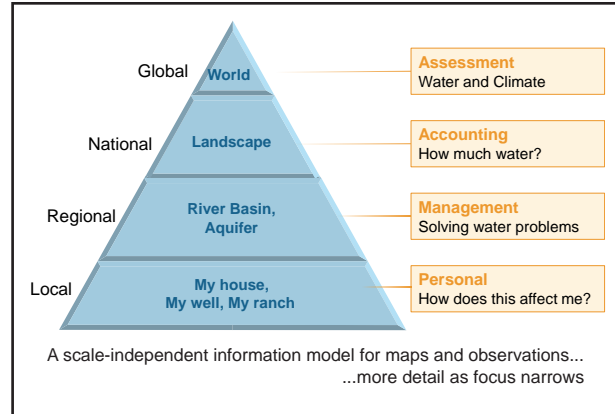 Global
World
Assessment
Water and Climate
National
Landscape
Accounting
How much water?
Regional
River Basin,
Aquifer
Management
Solving water problems
Local
My house,
My well, My ranch
Personal
How does this affect me?
A scale-independent information model for maps and observations...
...more detail as focus narrows